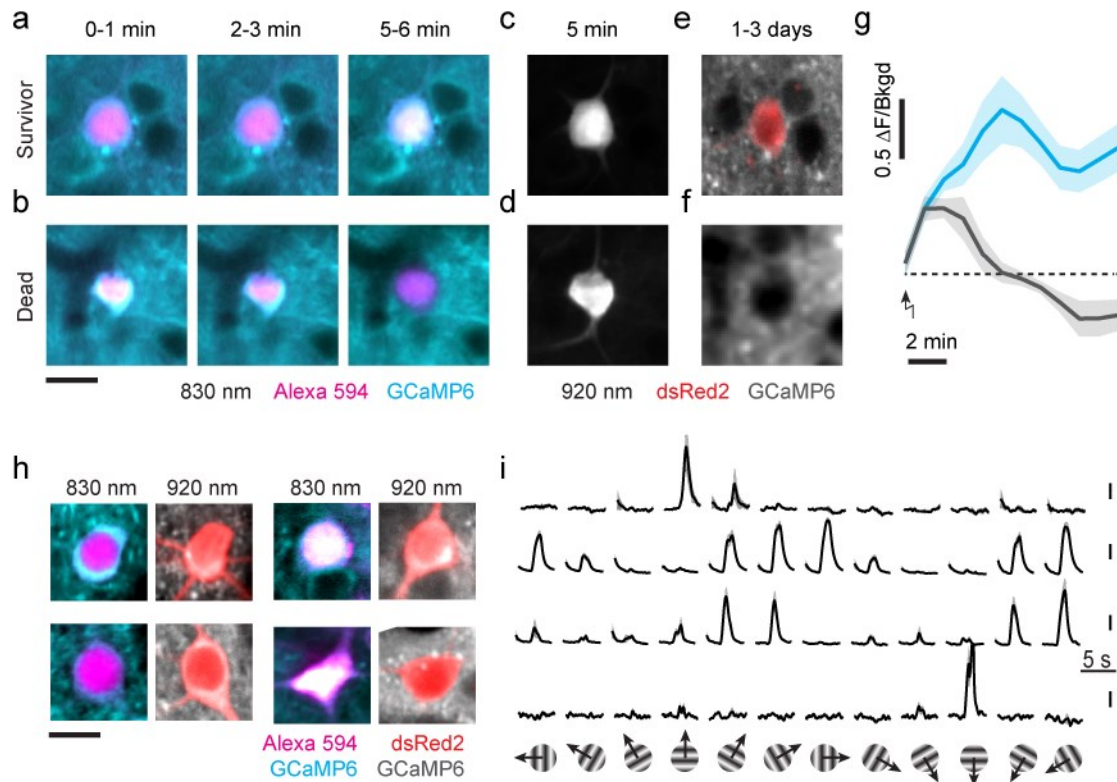 a
0-1 min
2-3 min
5-6 min
c
5 min
e
1-3 days
g
Survivor
0.5 ΔF/Bkgd
b
d
f
Dead
2 min
830 nm Alexa 594 GCaMP6
920 nm dsRed2 GCaMP6
h
830 nm 920 nm 830 nm 920 nm
i
5 s
Alexa 594 dsRed2
GCaMP6 GCaMP6